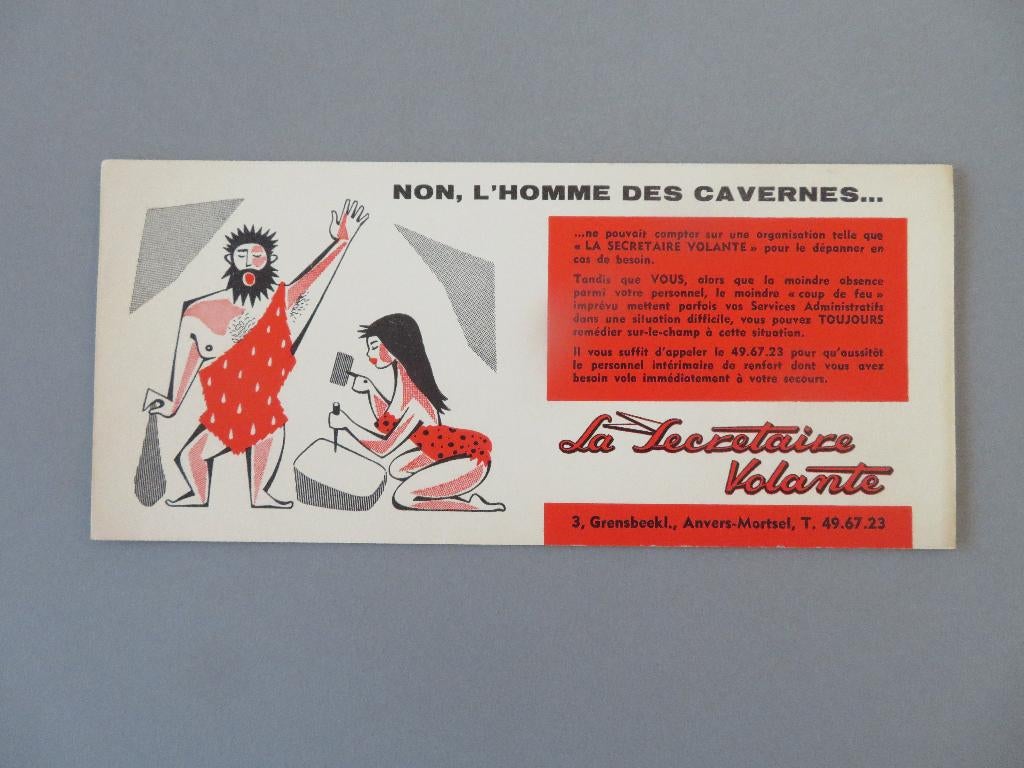 NON, L'HOMME DES CAVERNES...
...ne pouvait compter sur une organisation telle que
« LA SECRETAIRE VOLANTE » pour le dépanner en
cas de besoin.
Tandis que VOUS, alors que la moindre absence
parmi votre personnel, le moindre « coup de feu »
imprévu mettent parfois vos Services Administratifs
dans une situation difficile, vous pouvez TOUJOURS
remédier sur-le-champ à cette situation.
Il vous suffit d'appeler le 49.67.23 pour qu'aussitôt
le personnel intérimaire de renfort dont vous avez
besoin vole immédiatement à votre secours.
La Secretaire
Volante
3, Grensbeekl., Anvers-Mortsel, T. 49.67.23